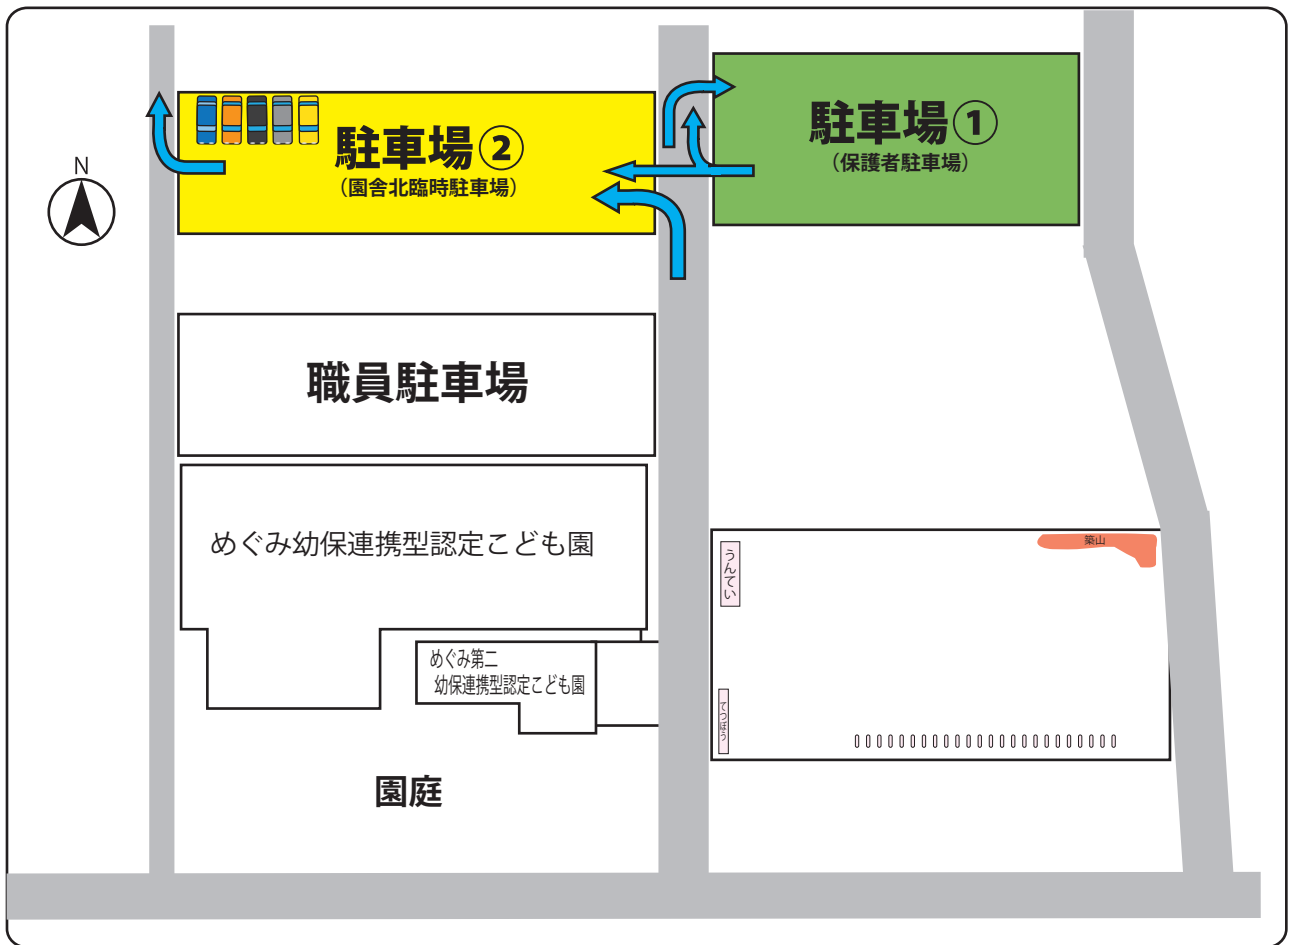 駐車場①
(保護者駐車場)
駐車場②
(園舎北臨時駐車場)
N
職員駐車場
めぐみ幼保連携型認定こども園
築山
うんてい
めぐみ第二
幼保連携型認定こども園
てつぼう
園庭